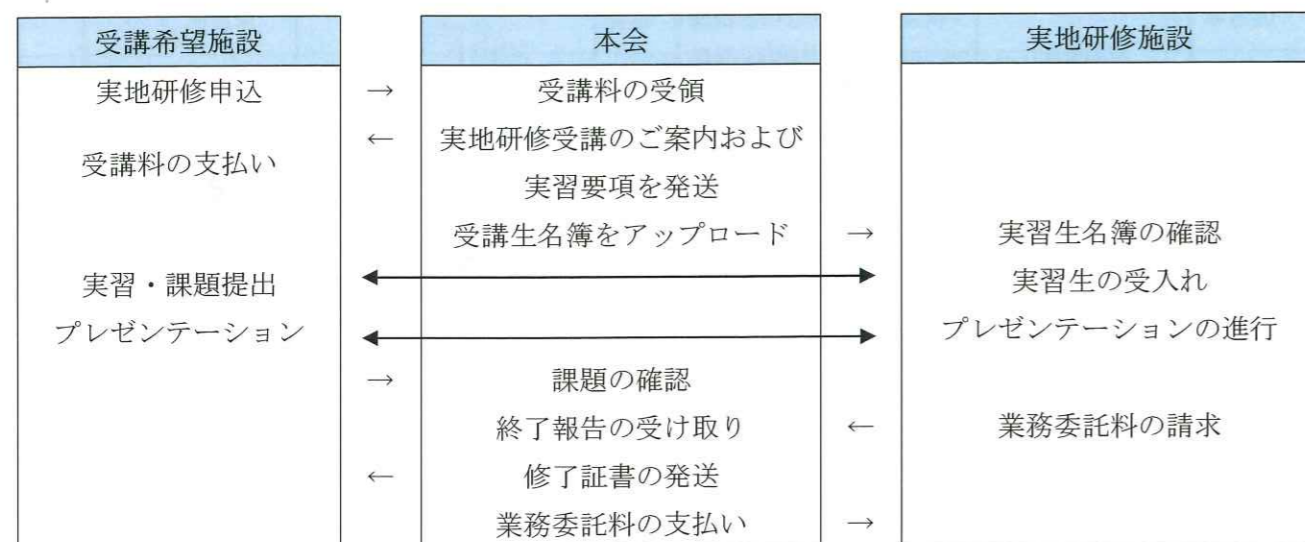 受講希望施設 本会 実地研修施設
実地研修申込 → 受講料の受領
← 実地研修受講のご案内および
受講料の支払い
実習要項を発送
受講生名簿をアップロード → 実習生名簿の確認
実習・課題提出 実習生の受入れ
プレゼンテーション プレゼンテーションの進行
→ 課題の確認
終了報告の受け取り ← 業務委託料の請求
← 修了証書の発送
業務委託料の支払い →